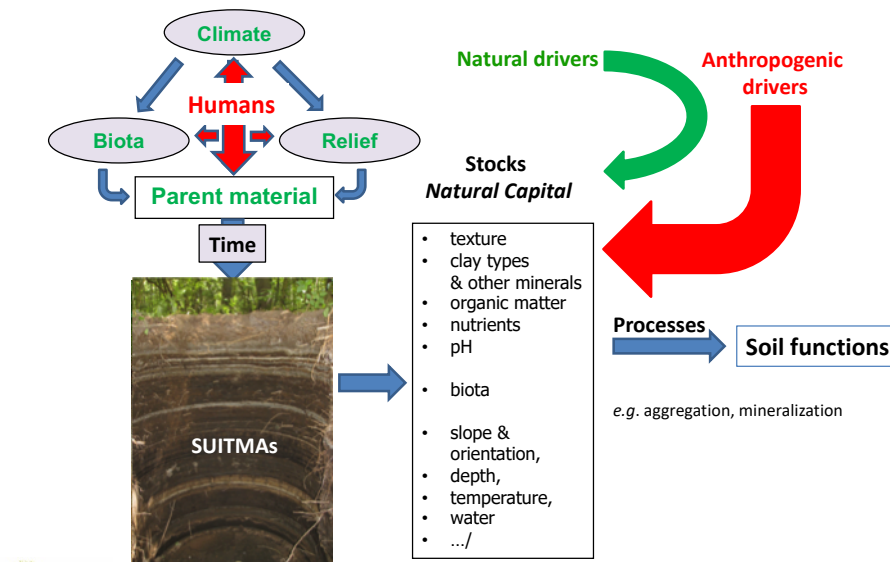 Climate
Humans
Biota
Relief
Parent material
Time
SUITMAs
Natural drivers
Anthropogenic
drivers
Stocks
Natural Capital
• texture
• clay types
& other minerals
• organic matter
• nutrients
• pH
• biota
• slope &
orientation,
• depth,
• temperature,
• water
• .../
Processes
Soil functions
e.g. aggregation, mineralization